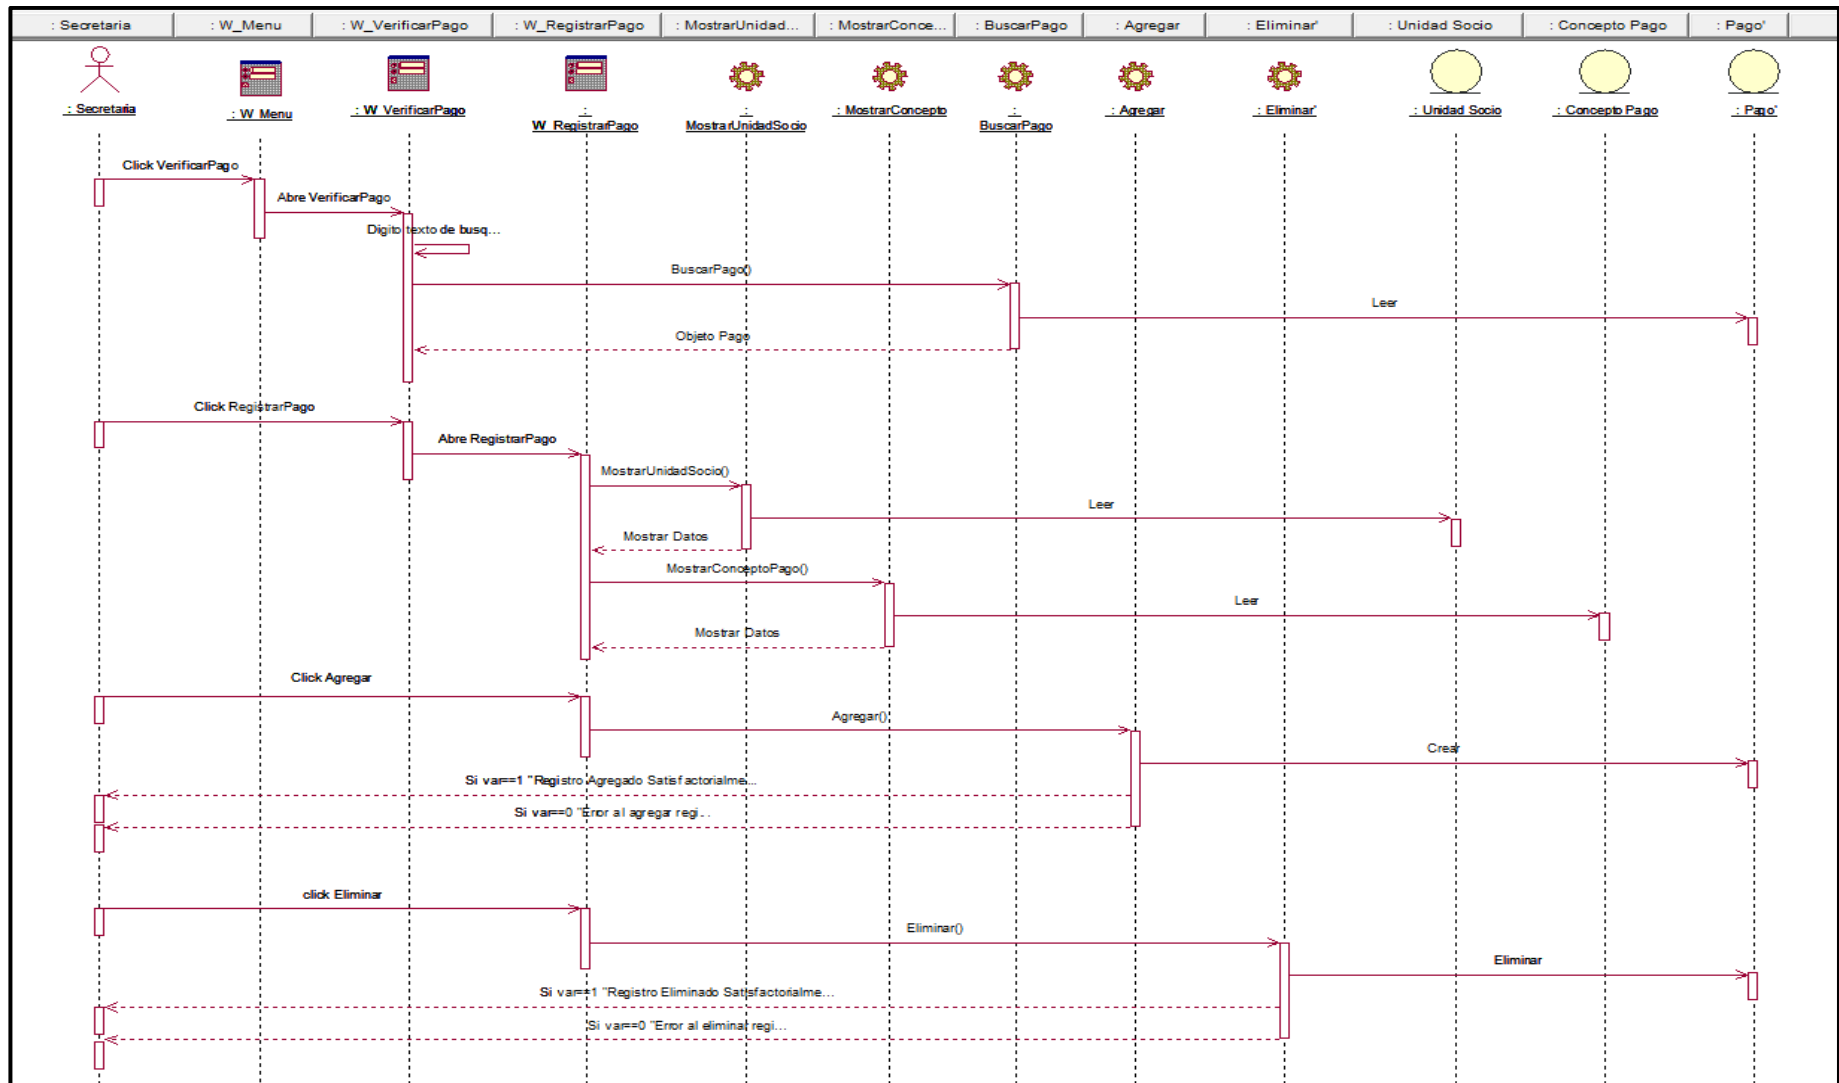 : Secretaria
: W_Menu
: W_VerificarPago
: W_RegistrarPago
: MostrarUnidad...
: MostrarConce...
: BuscarPago
: Agregar
: Eliminar'
: Unidad Socio
: Concepto Pago
: Pago'
: Secretaria
: W_Menu
: W_VerificarPago
:
W_RegistrarPago
:
MostrarUnidadSocio
: MostrarConcepto
:
BuscarPago
: Agregar
: Eliminar'
: Unidad Socio
: Concepto Pago
: Pago'
Click VerificarPago
Abre VerificarPago
Digito texto de busq...
BuscarPago()
Leer
Objeto Pago
Click RegistrarPago
Abre RegistrarPago
MostrarUnidadSocio()
Leer
Mostrar Datos
MostrarConceptoPago()
Leer
Mostrar Datos
Click Agregar
Agregar()
Crear
Si var==1 "Registro Agregado Satisfactorialme...
Si var==0 "Error al agregar regi...
click Eliminar
Eliminar()
Eliminar
Si var==1 "Registro Eliminado Satisfactorialme...
Si var==0 "Error al eliminar regi...